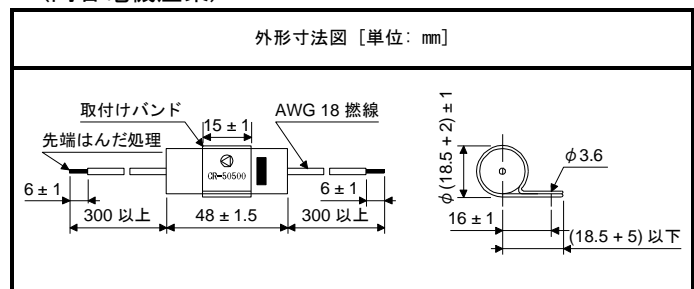 外形寸法図 [単位: mm]
取付けバンド
15 ± 1
AWG 18 撚線
先端はんだ処理
CR-50500
6 ± 1
6 ± 1
300 以上
48 ± 1.5
300 以上
φ (18.5 + 2) ± 1
φ3.6
16 ± 1
(18.5 + 5) 以下